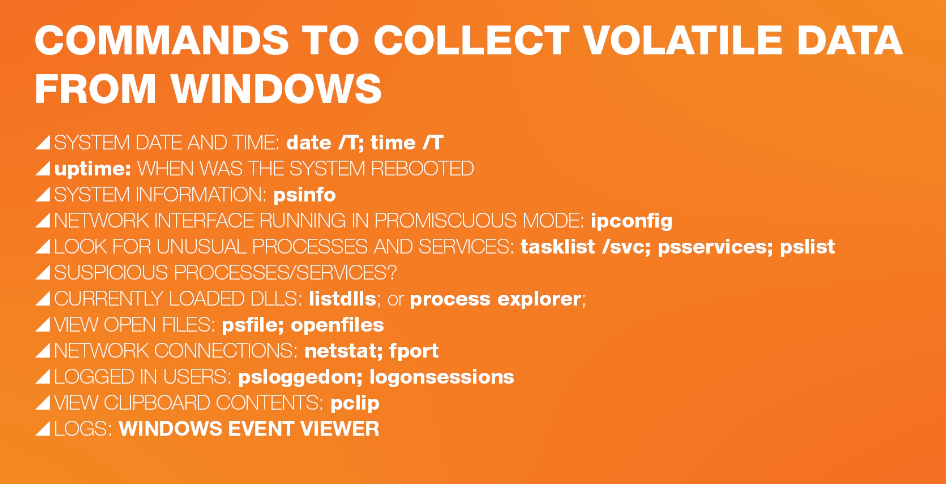 COMMANDS TO COLLECT VOLATILE DATA
FROM WINDOWS
SYSTEM DATE AND TIME: date /T; time /T
uptime: WHEN WAS THE SYSTEM REBOOTED
SYSTEM INFORMATION: psinfo
NETWORK INTERFACE RUNNING IN PROMISCUOUS MODE: ipconfig
LOOK FOR UNUSUAL PROCESSES AND SERVICES: tasklist /svc; psservices; pslist
SUSPICIOUS PROCESSES/SERVICES?
CURRENTLY LOADED DLLS: listdlls; or process explorer;
VIEW OPEN FILES: psfile; openfiles
NETWORK CONNECTIONS: netstat; fport
LOGGED IN USERS: psloggedon; logonsessions
VIEW CLIPBOARD CONTENTS: pclip
LOGS: WINDOWS EVENT VIEWER